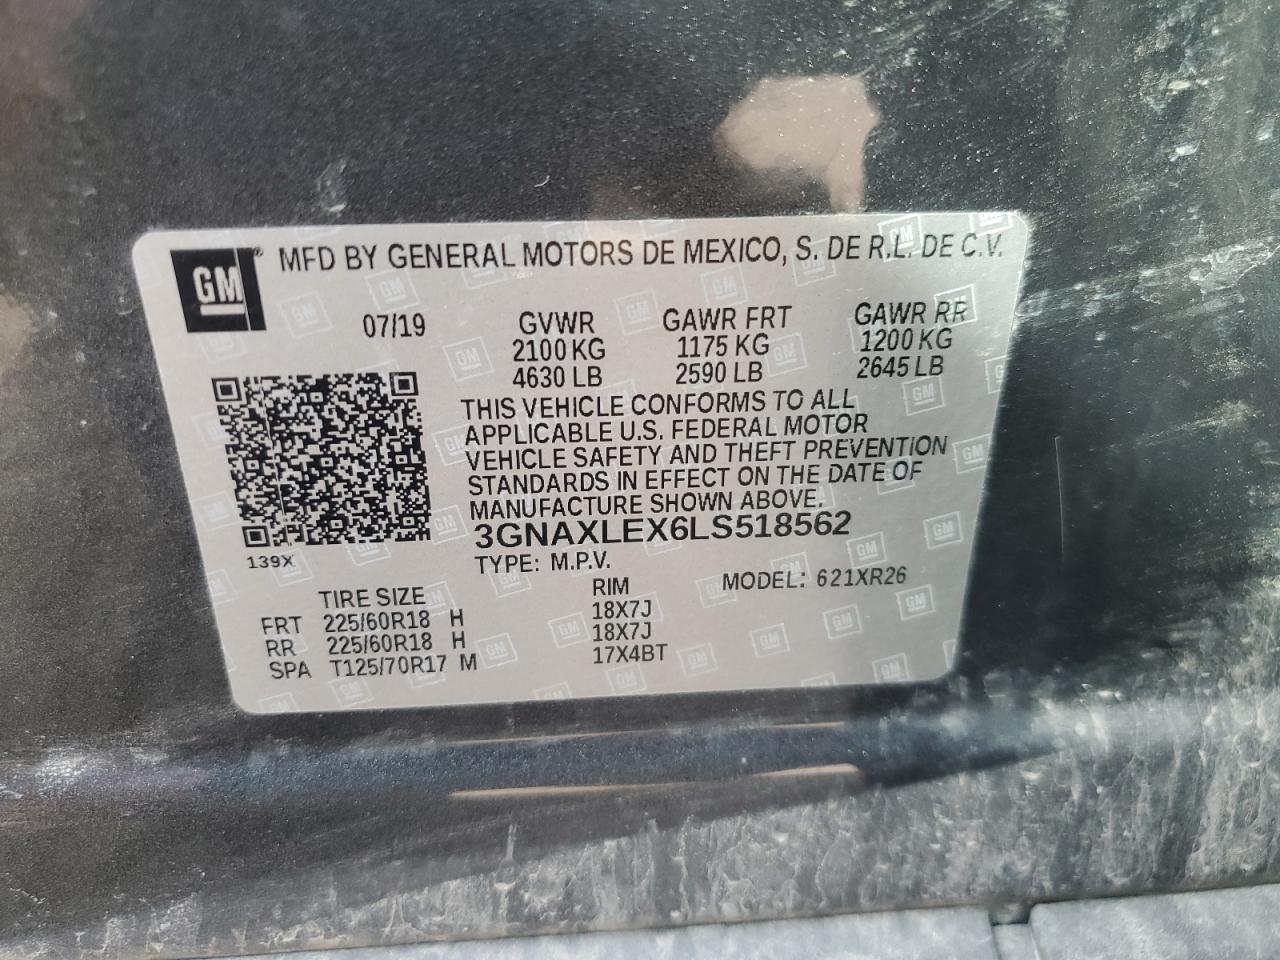 GM ® MFD BY GENERAL MOTORS DE MEXICO, S. DE R.L. DE C.V.
07/19 GVWR GAWR FRT GAWR RR
2100 KG 1175 KG 1200 KG
4630 LB 2590 LB 2645 LB
THIS VEHICLE CONFORMS TO ALL
APPLICABLE U.S. FEDERAL MOTOR
VEHICLE SAFETY AND THEFT PREVENTION
STANDARDS IN EFFECT ON THE DATE OF
MANUFACTURE SHOWN ABOVE.
3GNAXLEX6LS518562
139X
TYPE: M.P.V. MODEL: 621XR26
TIRE SIZE RIM
FRT 225/60R18 H 18X7J
RR 225/60R18 H 18X7J
SPA T125/70R17 M 17X4BT